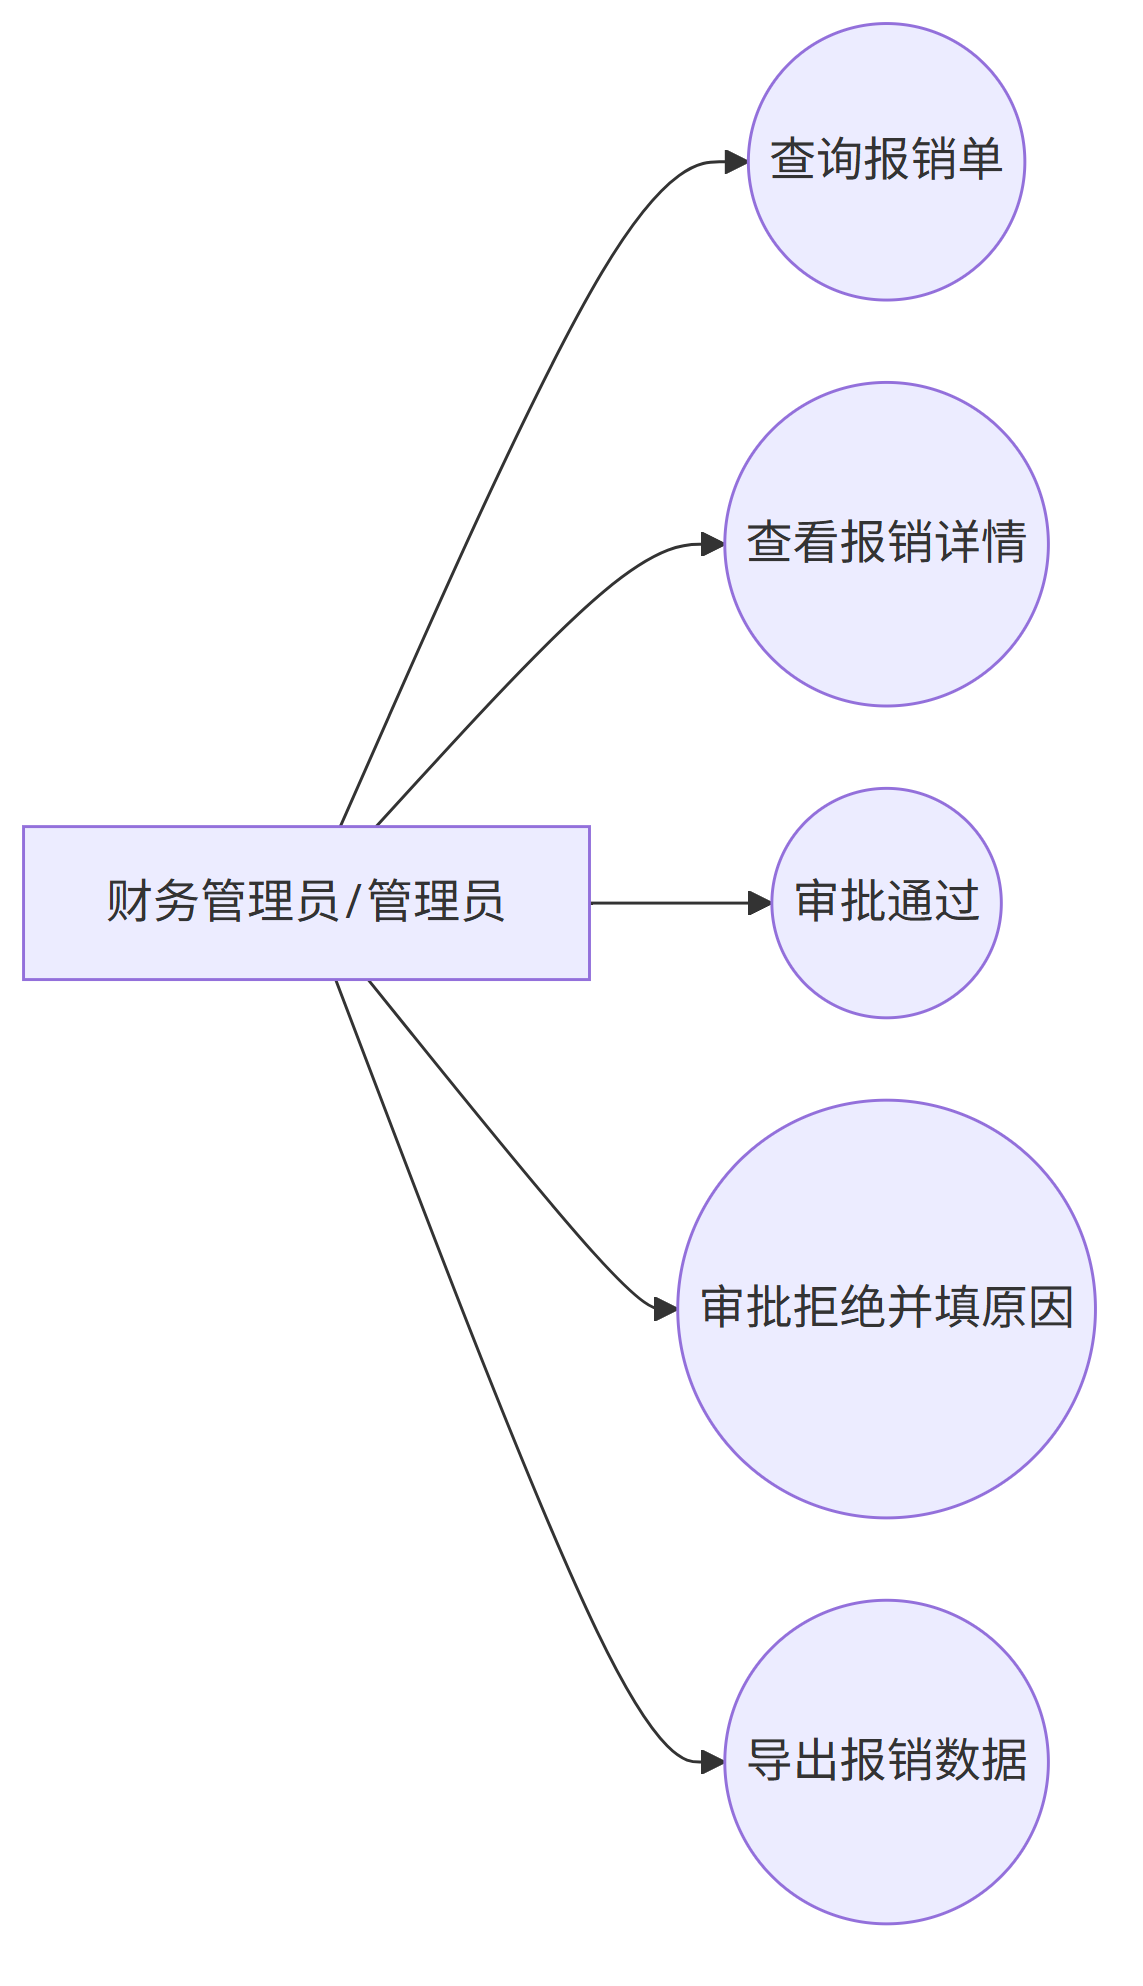 查询报销单
查看报销详情
财务管理员/管理员
审批通过
审批拒绝并填原因
导出报销数据